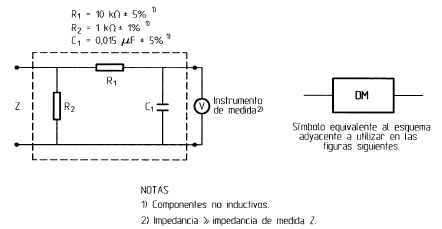 R₁ = 10 kΩ ± 5% ¹⁾
R₂ = 1 kΩ ± 1% ¹⁾
C₁ = 0,015 μF ± 5% ¹⁾
R₁
Z
R₂
C₁
V
Instrumento
de medida²⁾
DM
Símbolo equivalente al esquema
adyacente a utilizar en las
figuras siguientes.
NOTAS
1) Componentes no inductivos.
2) Impedancia ≫ impedancia de medida Z.